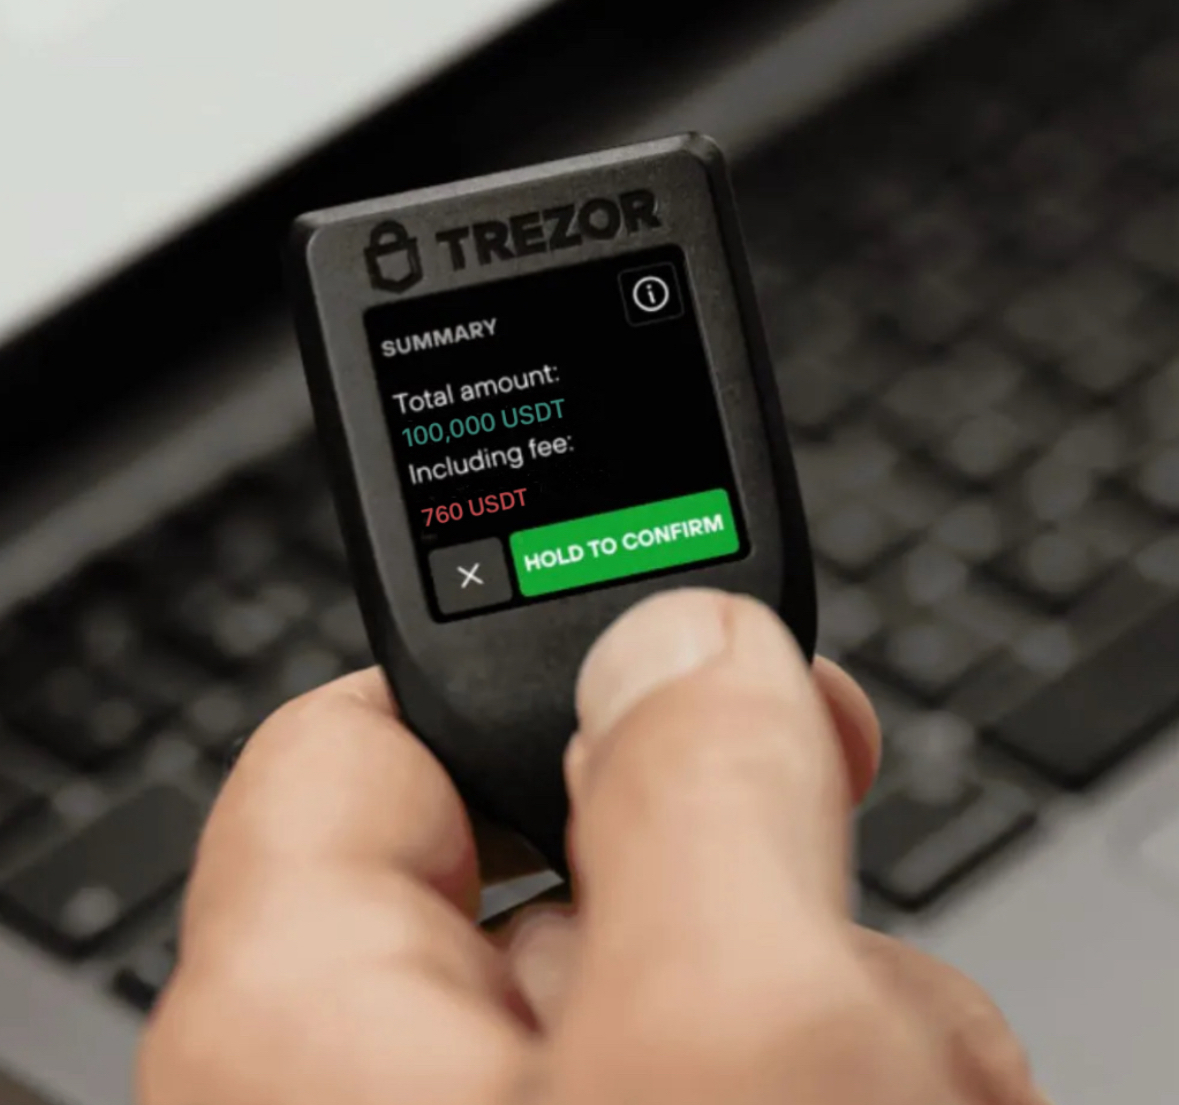 TREZOR
SUMMARY
Total amount:
100,000 USDT
Including fee:
760 USDT
HOLD TO CONFIRM